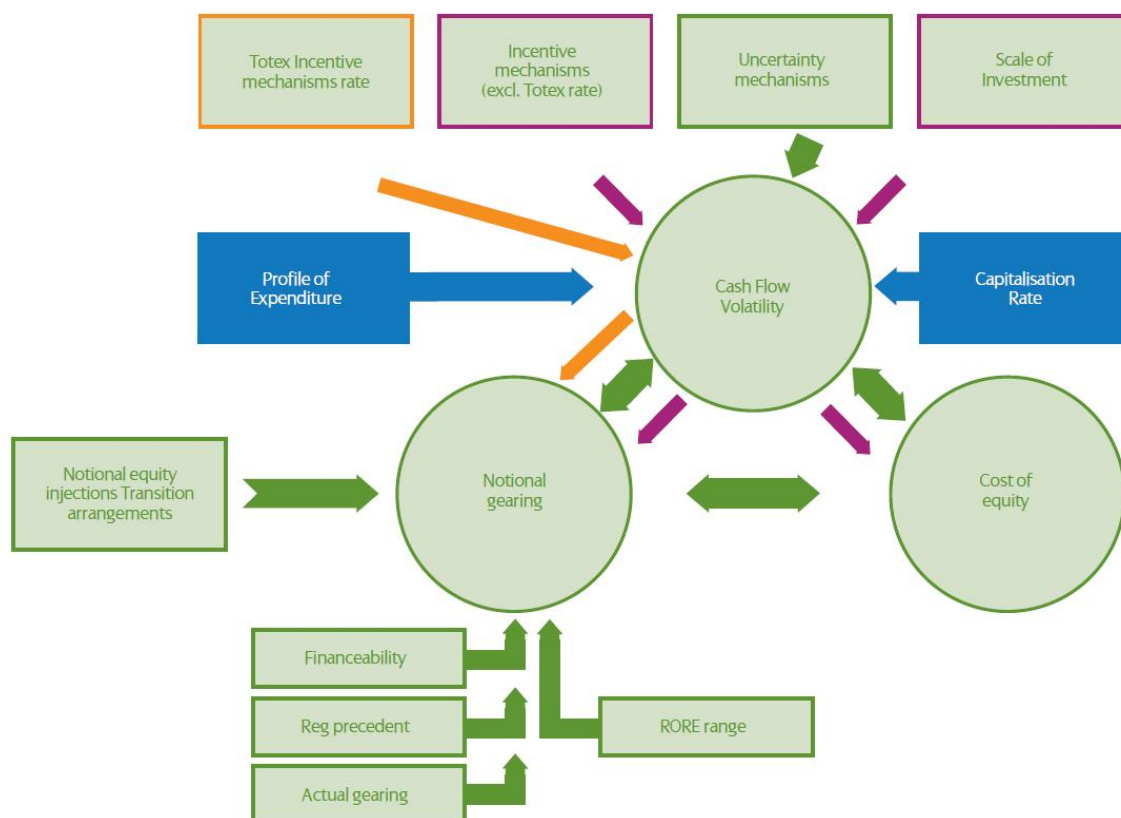 Totex Incentive
mechanisms rate
Incentive
mechanisms
(excl. Totex rate)
Uncertainty
mechanisms
Scale of
Investment
Profile of
Expenditure
Cash Flow
Volatility
Capitalisation
Rate
Notional equity
injections Transition
arrangements
Notional
gearing
Cost of
equity
Financeability
Reg precedent
RORE range
Actual gearing